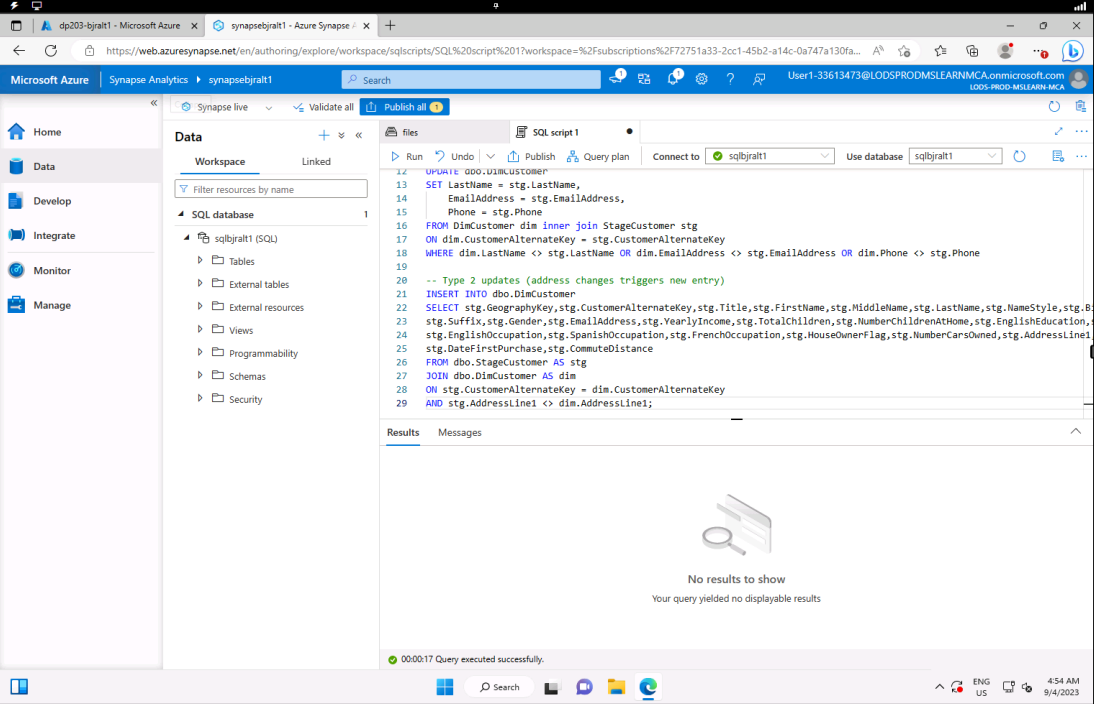 dp203-bjralt1 - Microsoft Azure
synapsebjralt1 - Azure Synapse A
https://web.azuresynapse.net/en/authoring/explore/workspace/sqlscripts/SQL%20script%201?workspace=%2Fsubscriptions%2F72751a33-2cc1-45b2-a14c-0a747a130fa...
Microsoft Azure
Synapse Analytics
synapsebjralt1
Search
1
1
User1-33613473@LODSPRODMSLEARNMCA.onmicrosoft.com
LODS-PROD-MSLEARN-MCA
Synapse live
Validate all
Publish all 1
Home
Data
Develop
Integrate
Monitor
Manage
Data
Workspace
Linked
Filter resources by name
SQL database 1
sqlbjralt1 (SQL)
Tables
External tables
External resources
Views
Programmability
Schemas
Security
files
SQL script 1
Run
Undo
Publish
Query plan
Connect to
sqlbjralt1
Use database
sqlbjralt1
12 UPDATE dbo.DimCustomer
13 SET LastName = stg.LastName,
14 EmailAddress = stg.EmailAddress,
15 Phone = stg.Phone
16 FROM DimCustomer dim inner join StageCustomer stg
17 ON dim.CustomerAlternateKey = stg.CustomerAlternateKey
18 WHERE dim.LastName <> stg.LastName OR dim.EmailAddress <> stg.EmailAddress OR dim.Phone <> stg.Phone
19
20 -- Type 2 updates (address changes triggers new entry)
21 INSERT INTO dbo.DimCustomer
22 SELECT stg.GeographyKey,stg.CustomerAlternateKey,stg.Title,stg.FirstName,stg.MiddleName,stg.LastName,stg.NameStyle,stg.Bi
23 stg.Suffix,stg.Gender,stg.EmailAddress,stg.YearlyIncome,stg.TotalChildren,stg.NumberChildrenAtHome,stg.EnglishEducation,s
24 stg.EnglishOccupation,stg.SpanishOccupation,stg.FrenchOccupation,stg.HouseOwnerFlag,stg.NumberCarsOwned,stg.AddressLine1,
25 stg.DateFirstPurchase,stg.CommuteDistance
26 FROM dbo.StageCustomer AS stg
27 JOIN dbo.DimCustomer AS dim
28 ON stg.CustomerAlternateKey = dim.CustomerAlternateKey
29 AND stg.AddressLine1 <> dim.AddressLine1;
Results
Messages
No results to show
Your query yielded no displayable results
00:00:17 Query executed successfully.
Search
ENG
US
4:54 AM
9/4/2023